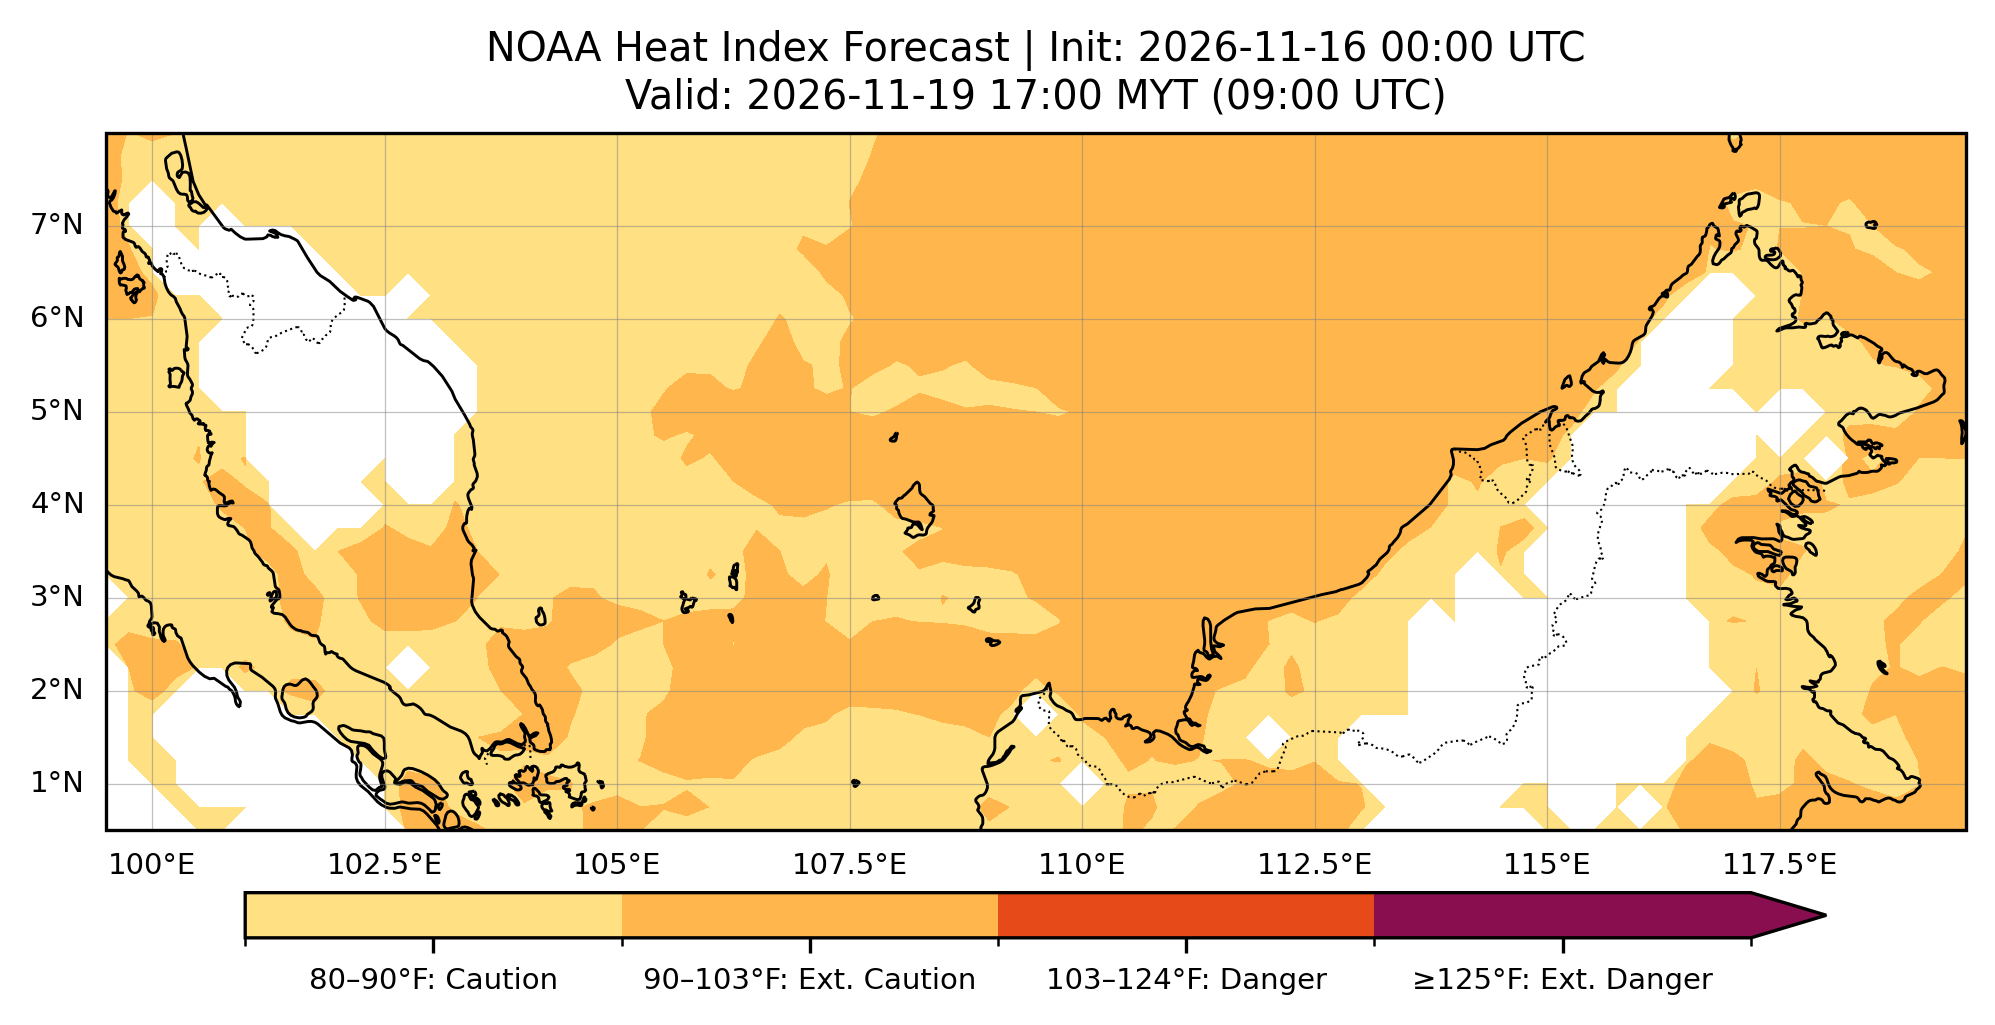 NOAA Heat Index Forecast | Init: 2026-11-16 00:00 UTC
Valid: 2026-11-19 17:00 MYT (09:00 UTC)
7°N
6°N
5°N
4°N
3°N
2°N
1°N
100°E 102.5°E 105°E 107.5°E 110°E 112.5°E 115°E 117.5°E
80–90°F: Caution 90–103°F: Ext. Caution 103–124°F: Danger ≥125°F: Ext. Danger